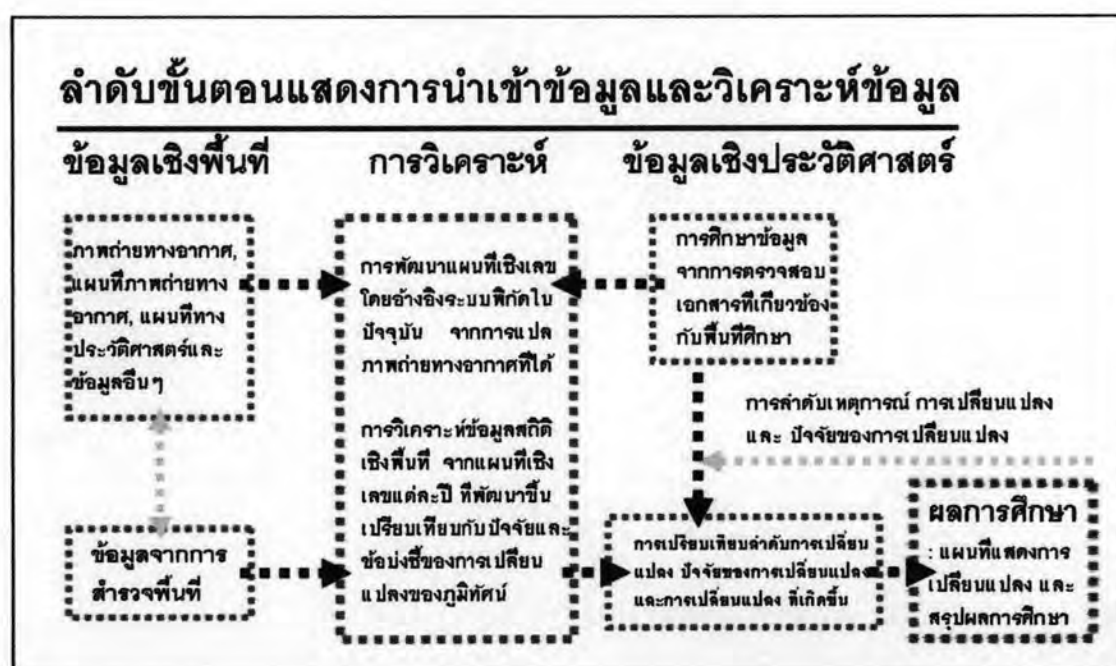 ลำดับขั้นตอนแสดงการนำเข้าข้อมูลและวิเคราะห์ข้อมูล
ข้อมูลเชิงพื้นที่
ภาพถ่ายทางอากาศ,
แผนที่ภาพถ่ายทาง
อากาศ, แผนที่ทาง
ประวัติศาสตร์และ
ข้อมูลอื่นๆ
ข้อมูลจากการ
สำรวจพื้นที่
การวิเคราะห์
การพัฒนาแผนที่เชิงเลข
โดยอ้างอิงระบบพิกัดใน
ปัจจุบัน จากการแปล
ภาพถ่ายทางอากาศที่ได้
การวิเคราะห์ข้อมูลสถิติ
เชิงพื้นที่ จากแผนที่เชิง
เลขแต่ละปี ที่พัฒนาขึ้น
เปรียบเทียบกับปัจจัยและ
ข้อบ่งชี้ของการเปลี่ยน
แปลงของภูมิทัศน์
ข้อมูลเชิงประวัติศาสตร์
การศึกษาข้อมูล
จากการตรวจสอบ
เอกสารที่เกี่ยวข้อง
กับพื้นที่ศึกษา
การลำดับเหตุการณ์ การเปลี่ยนแปลง
และ ปัจจัยของการเปลี่ยนแปลง
การเปรียบเทียบลำดับการเปลี่ยน
แปลง ปัจจัยของการเปลี่ยนแปลง
และการเปลี่ยนแปลง ที่เกิดขึ้น
ผลการศึกษา
: แผนที่แสดงการ
เปลี่ยนแปลง และ
สรุปผลการศึกษา